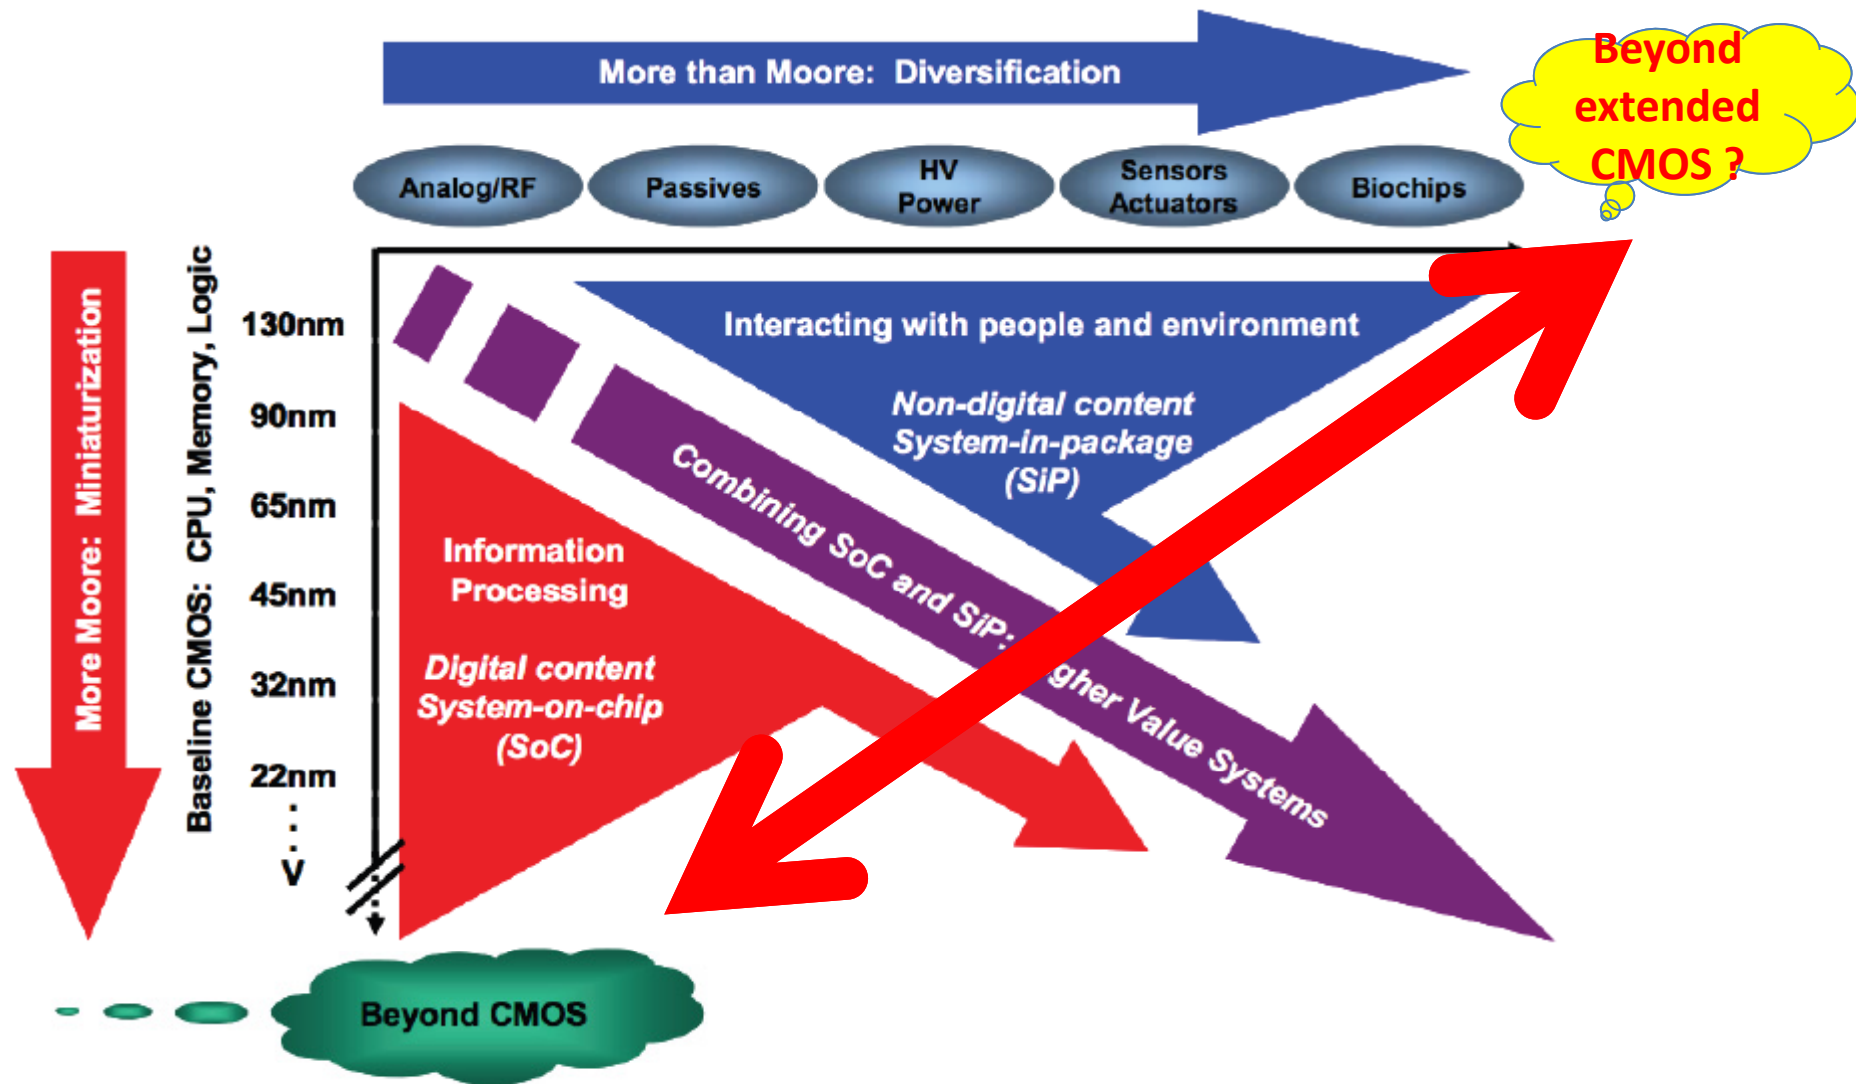 More than Moore: Diversification
Beyond
extended
CMOS ?
Analog/RF
Passives
HV
Power
Sensors
Actuators
Biochips
More Moore: Miniaturization
Baseline CMOS: CPU, Memory, Logic
130nm
90nm
65nm
45nm
32nm
22nm
V
Interacting with people and environment
Non-digital content
System-in-package
(SiP)
Combining SoC and SiP: gher Value Systems
Information
Processing
Digital content
System-on-chip
(SoC)
Beyond CMOS